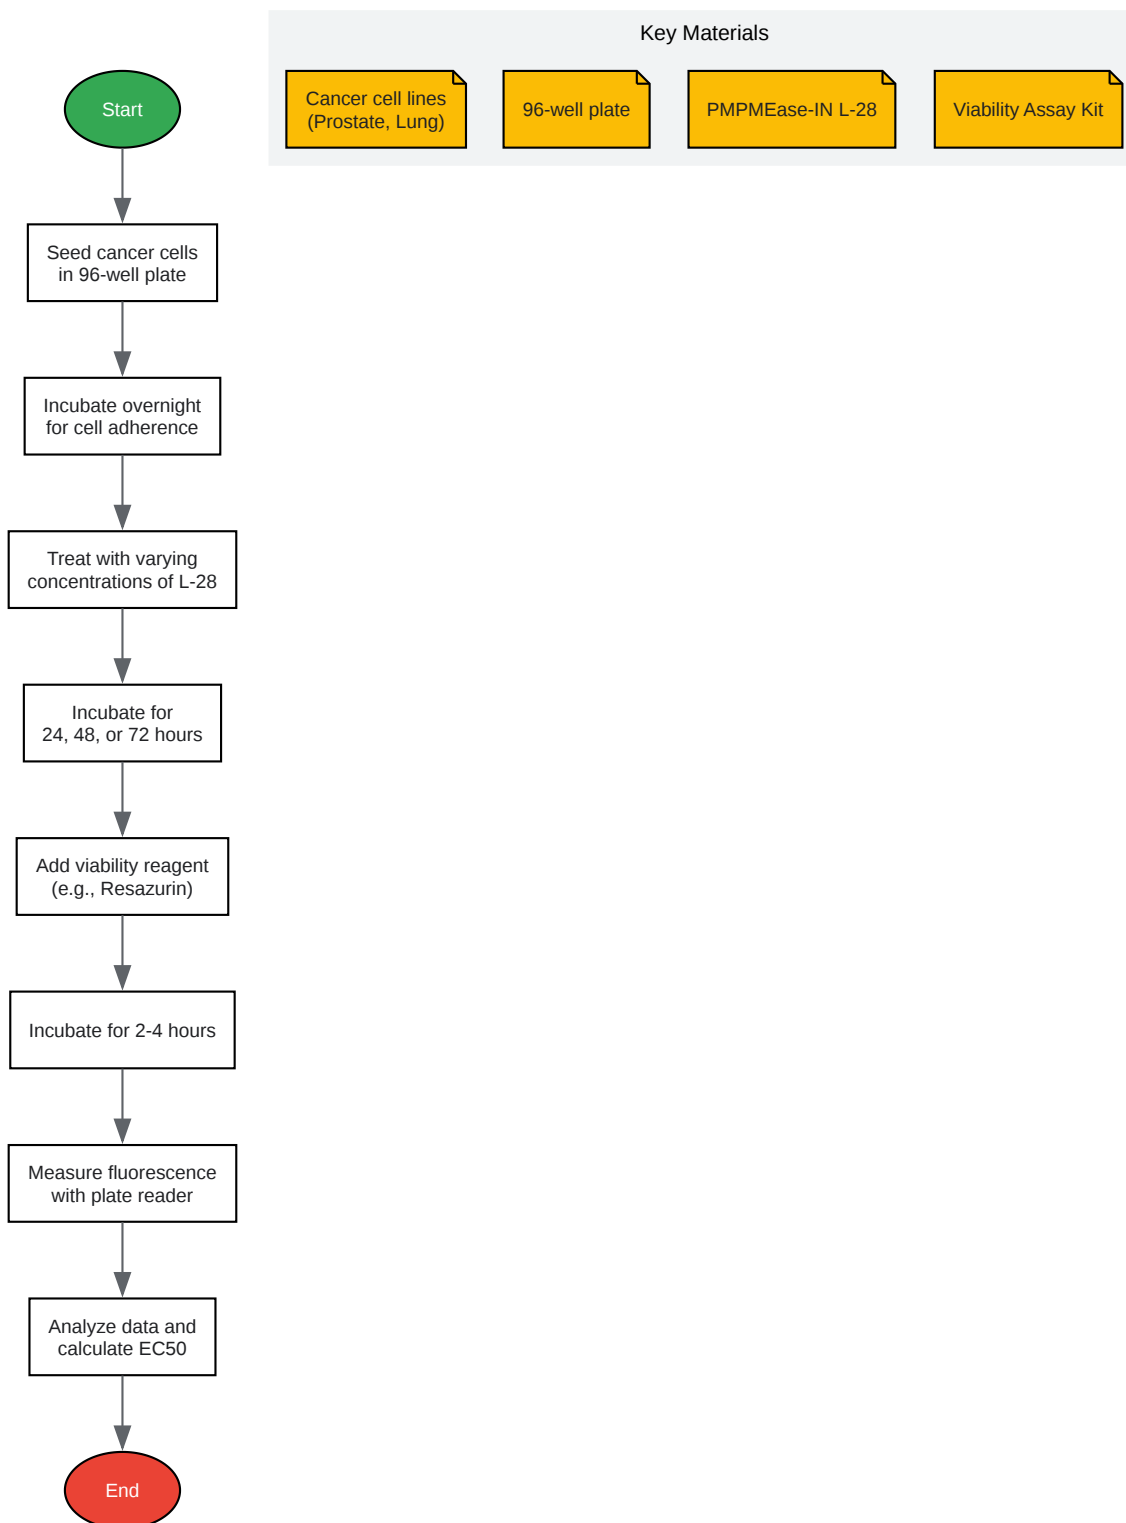 Key Materials
Cancer cell lines
(Prostate, Lung)
96-well plate
PMPMEase-IN L-28
Viability Assay Kit
Start
Seed cancer cells
in 96-well plate
Incubate overnight
for cell adherence
Treat with varying
concentrations of L-28
Incubate for
24, 48, or 72 hours
Add viability reagent
(e.g., Resazurin)
Incubate for 2-4 hours
Measure fluorescence
with plate reader
Analyze data and
calculate EC50
End